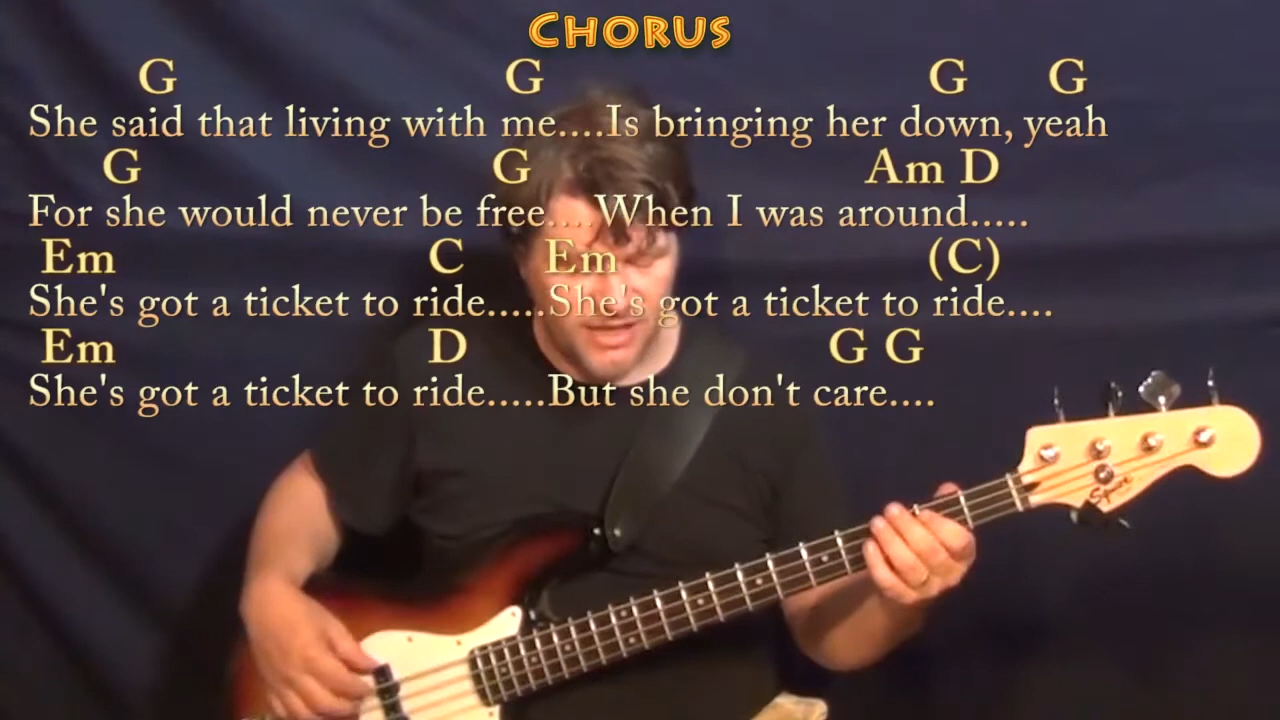 CHORUS
G G G G
She said that living with me....Is bringing her down, yeah
G G Am D
For she would never be free....When I was around.....
Em C Em (C)
She's got a ticket to ride.....She's got a ticket to ride....
Em D G G
She's got a ticket to ride.....But she don't care....
Squier